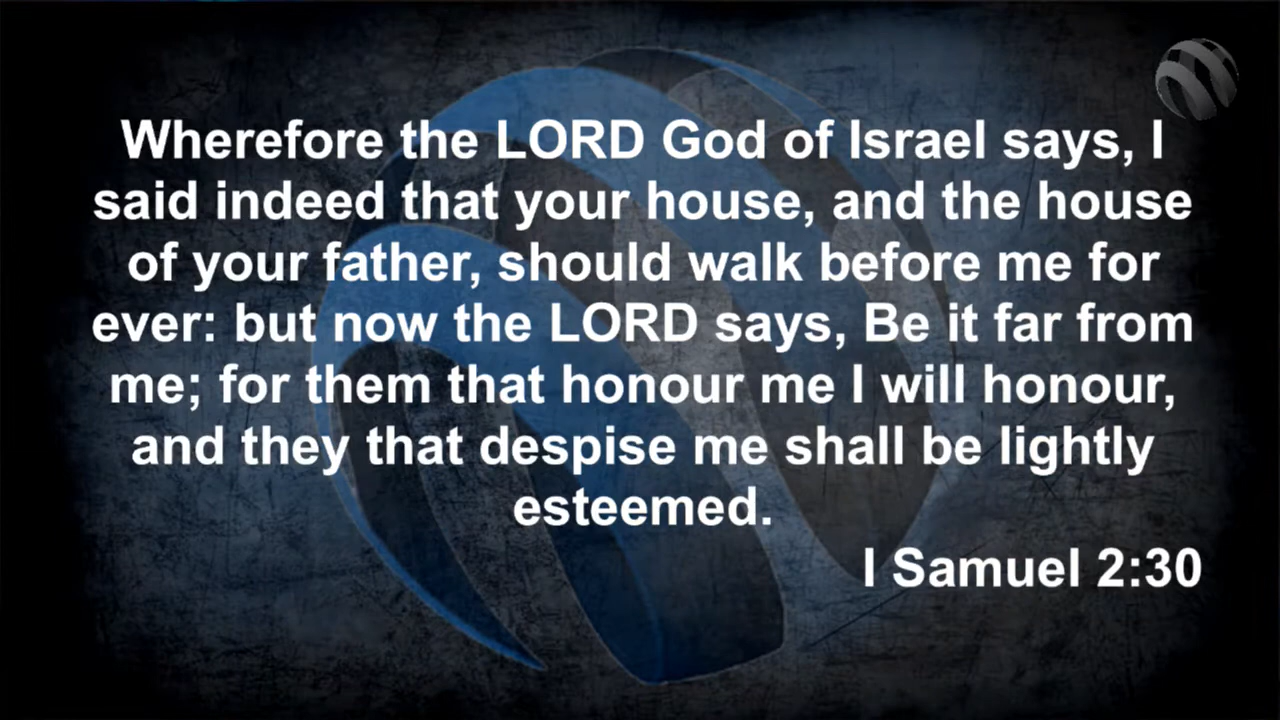 Wherefore the LORD God of Israel says, I
said indeed that your house, and the house
of your father, should walk before me for
ever: but now the LORD says, Be it far from
me; for them that honour me I will honour,
and they that despise me shall be lightly
esteemed.
I Samuel 2:30